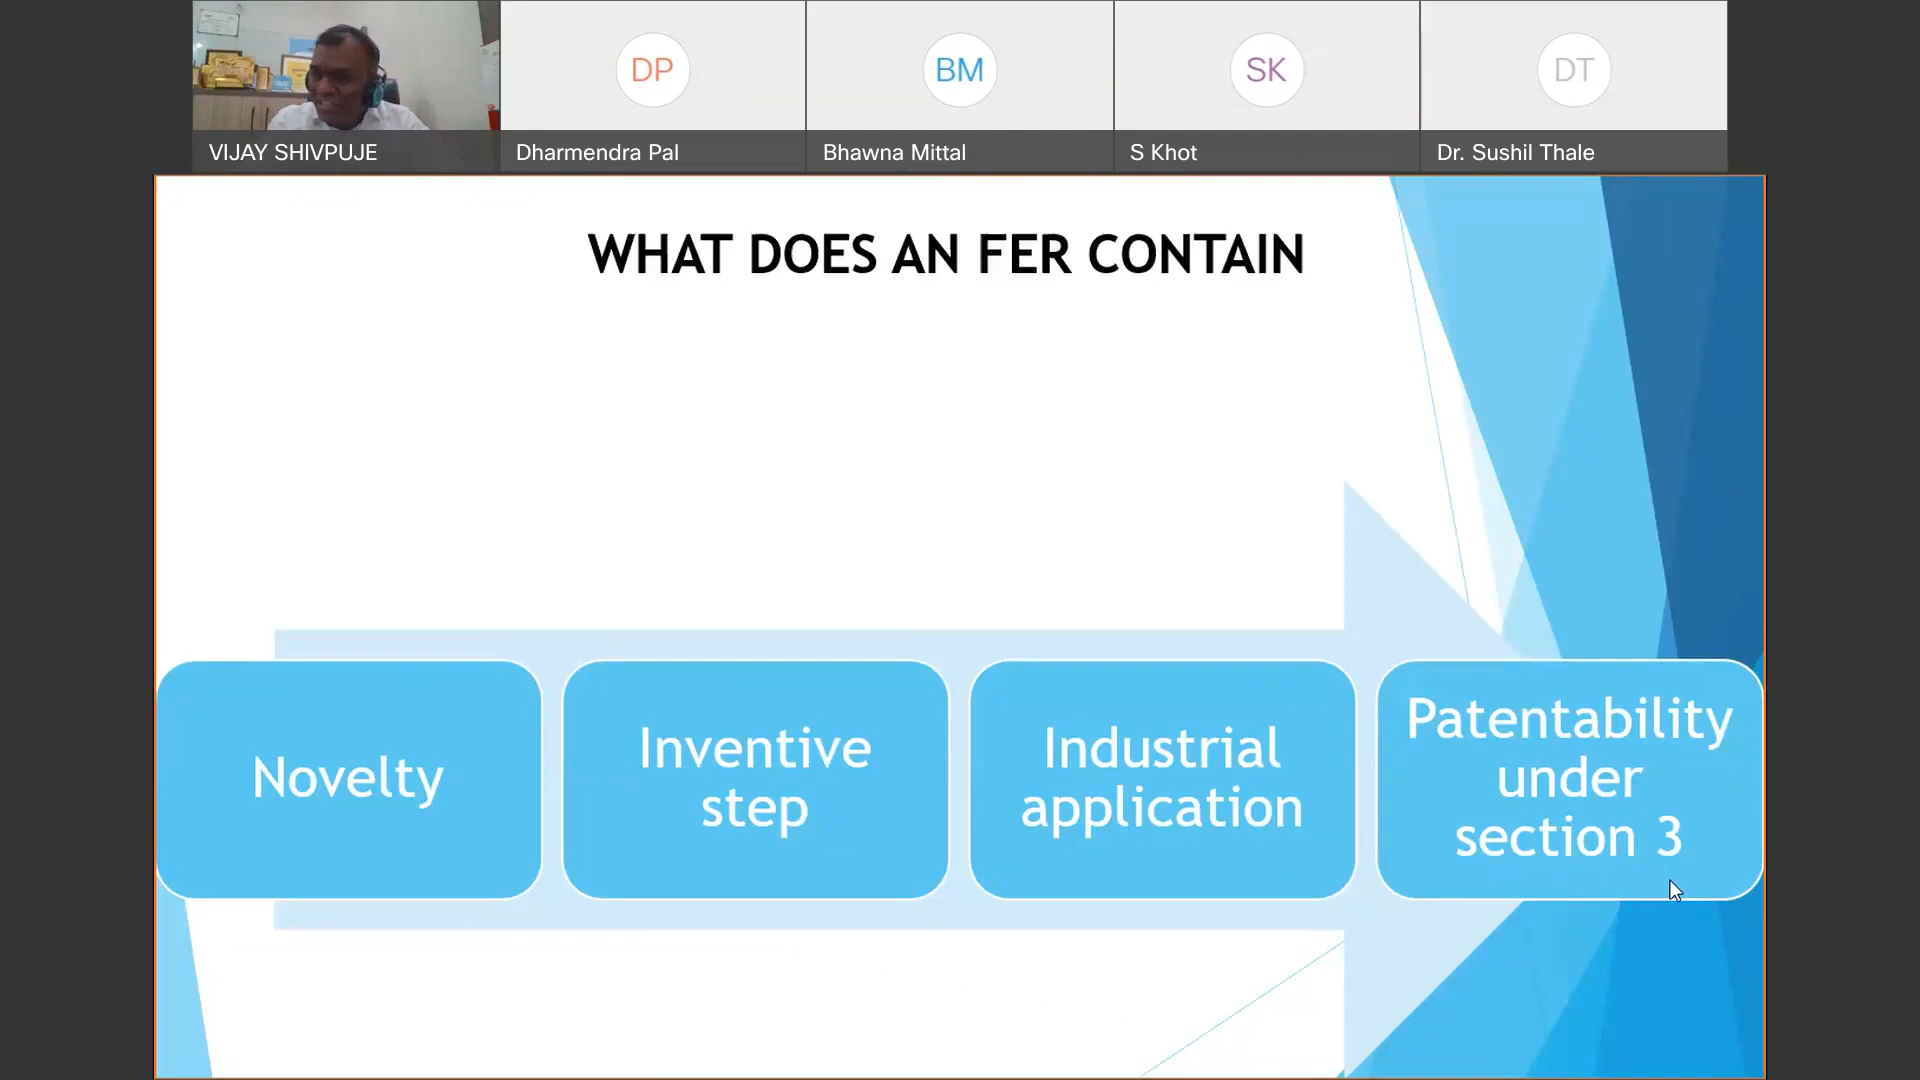 DP
BM
SK
DT
VIJAY SHIVPUJE
Dharmendra Pal
Bhawna Mittal
S Khot
Dr. Sushil Thale
WHAT DOES AN FER CONTAIN
Novelty
Inventive
step
Industrial
application
Patentability
under
section 3